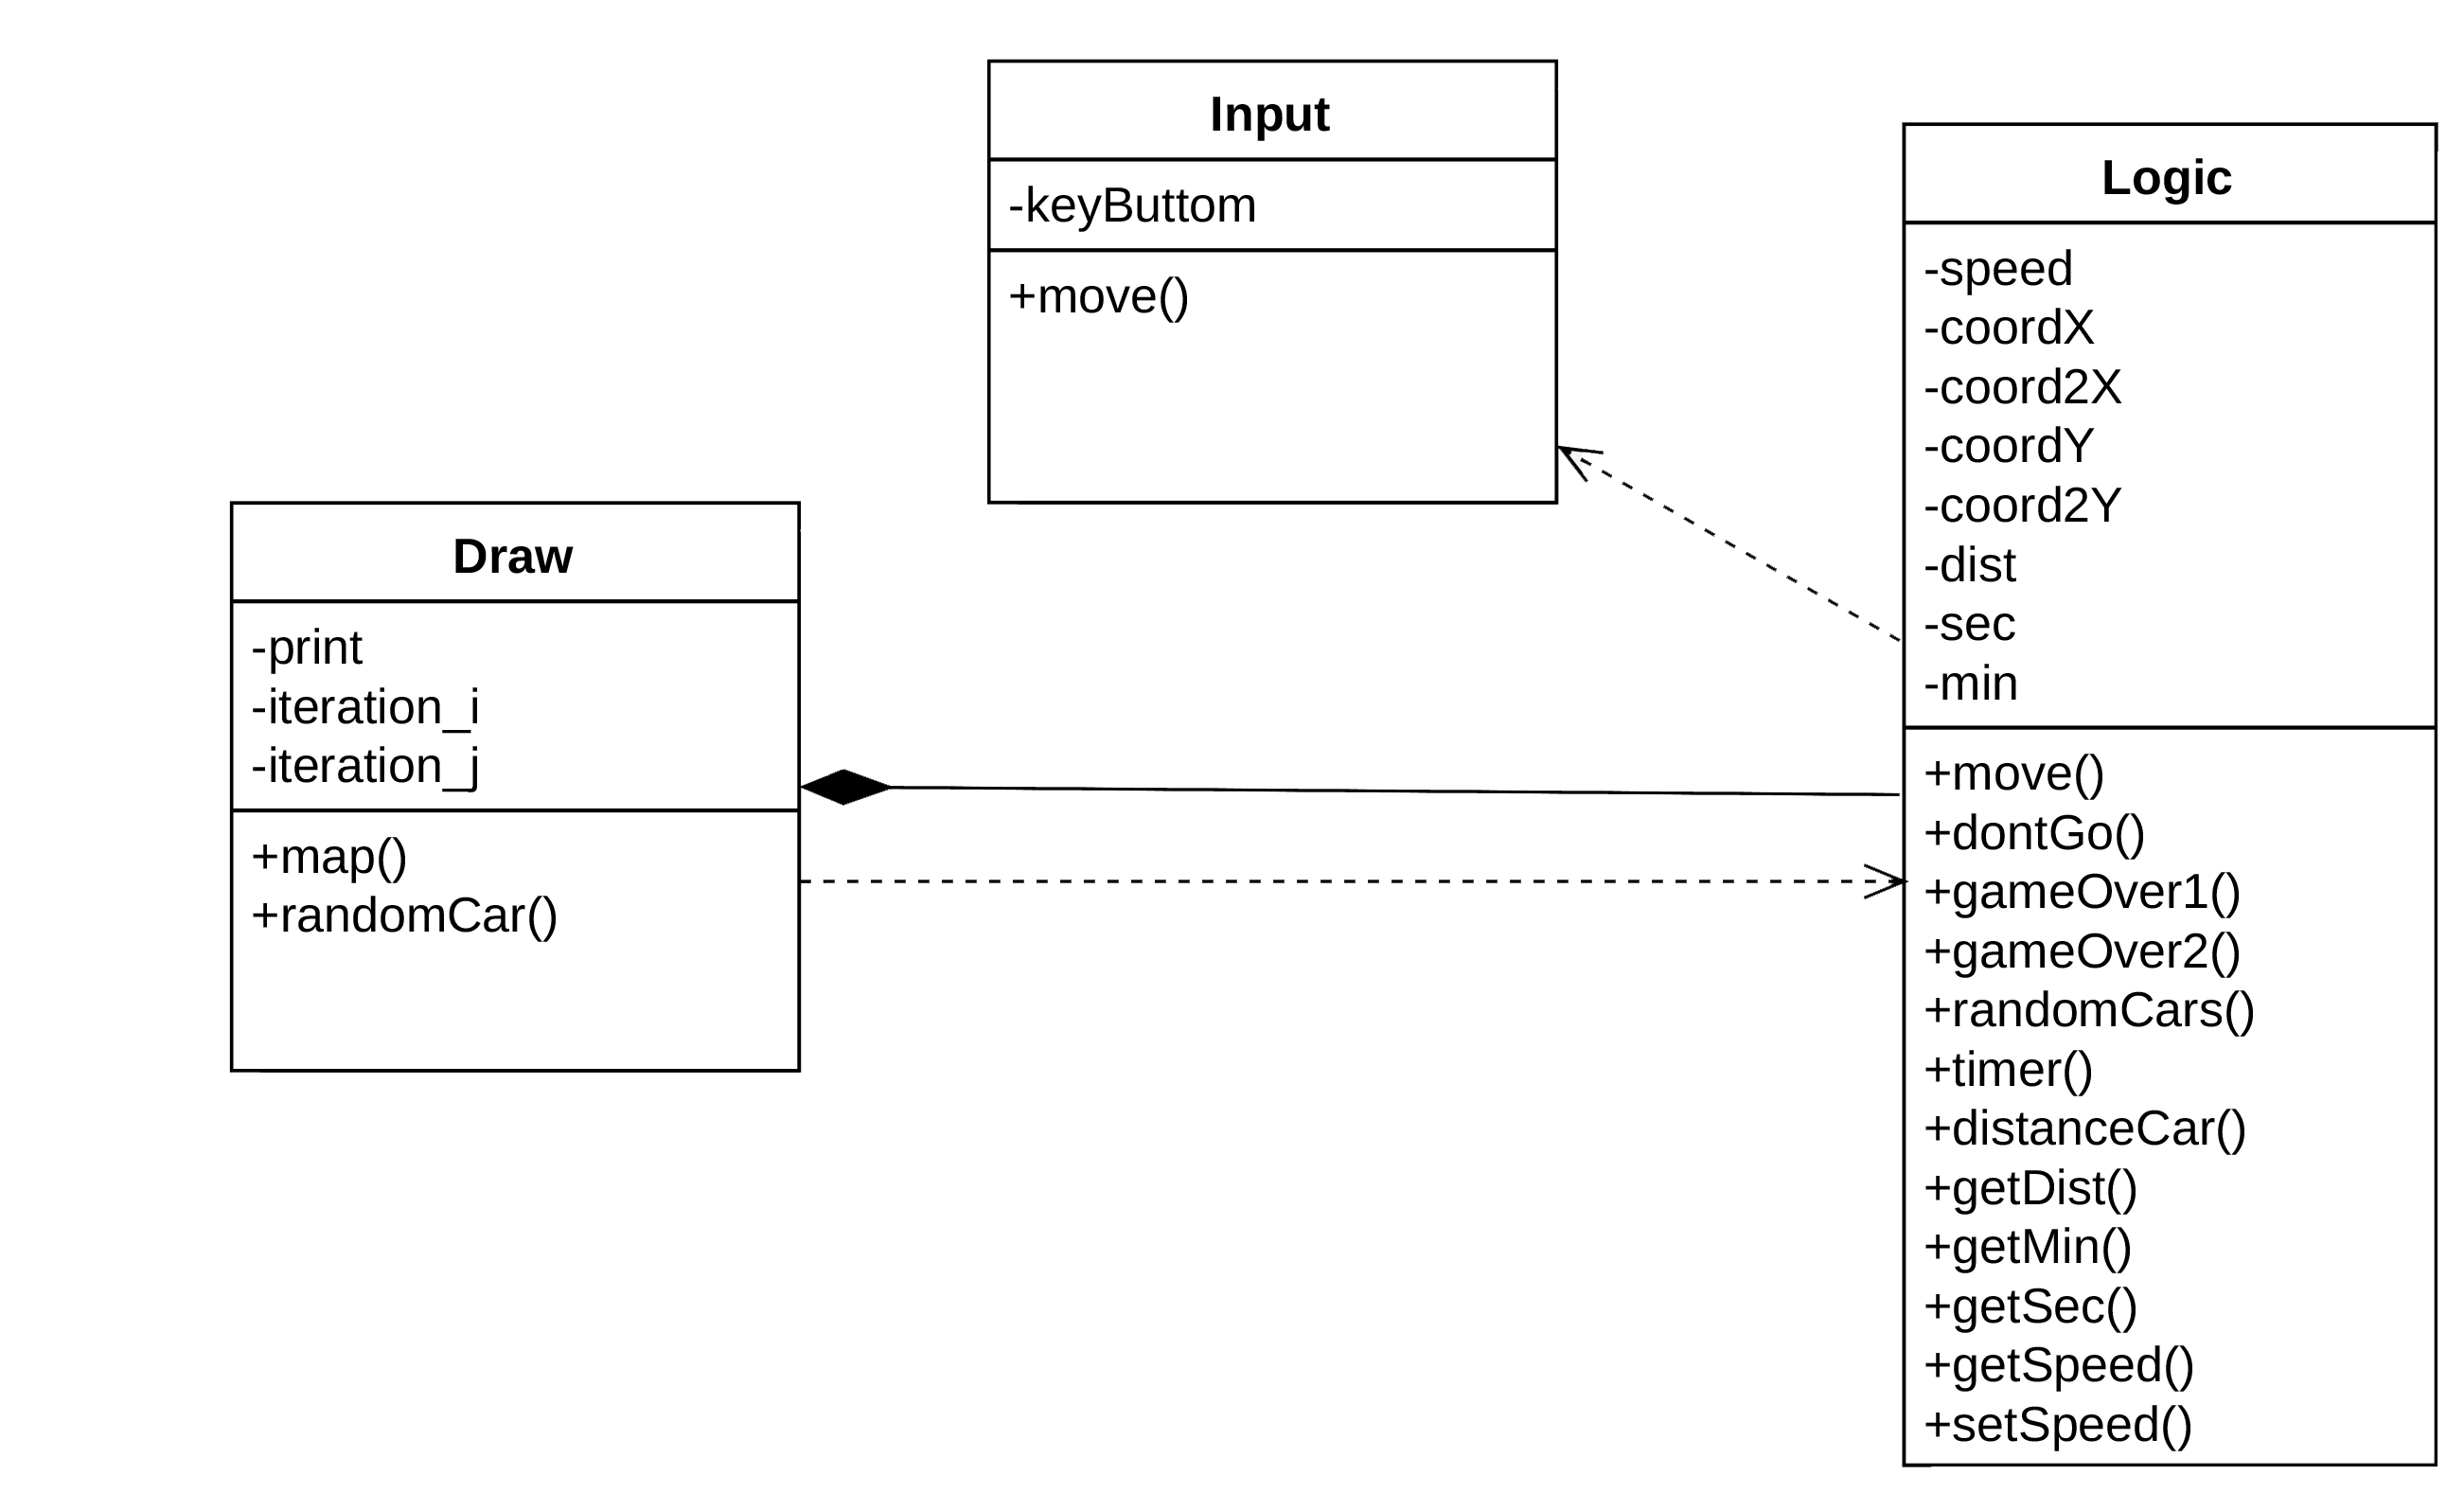 Input
-keyButtom
+move()
Logic
-speed
-coordX
-coord2X
-coordY
-coord2Y
-dist
-sec
-min
+move()
+dontGo()
+gameOver1()
+gameOver2()
+randomCars()
+timer()
+distanceCar()
+getDist()
+getMin()
+getSec()
+getSpeed()
+setSpeed()
Draw
-print
-iteration_i
-iteration_j
+map()
+randomCar()